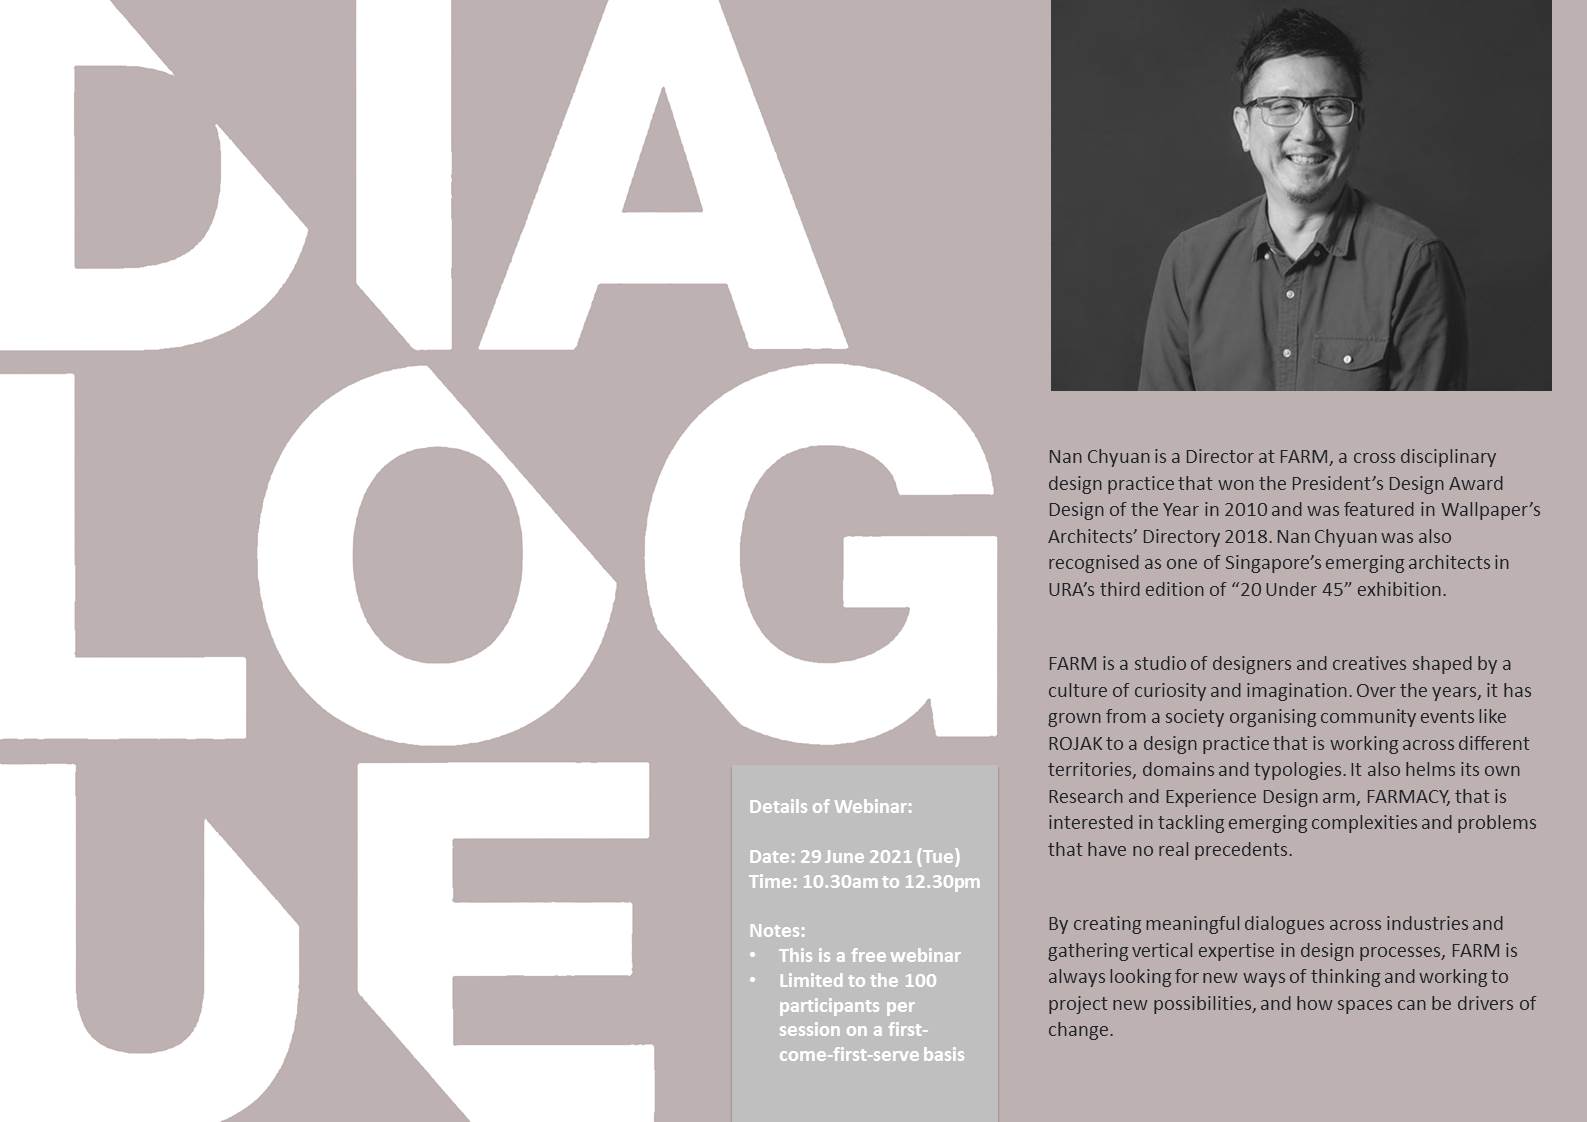 DIA
LOG
UE
Details of Webinar:
Date: 29 June 2021 (Tue)
Time: 10.30am to 12.30pm
Notes:
• This is a free webinar
• Limited to the 100
participants per
session on a first-
come-first-serve basis
Nan Chyuan is a Director at FARM, a cross disciplinary
design practice that won the President’s Design Award
Design of the Year in 2010 and was featured in Wallpaper’s
Architects’ Directory 2018. Nan Chyuan was also
recognised as one of Singapore’s emerging architects in
URA’s third edition of “20 Under 45” exhibition.
FARM is a studio of designers and creatives shaped by a
culture of curiosity and imagination. Over the years, it has
grown from a society organising community events like
ROJAK to a design practice that is working across different
territories, domains and typologies. It also helms its own
Research and Experience Design arm, FARMACY, that is
interested in tackling emerging complexities and problems
that have no real precedents.
By creating meaningful dialogues across industries and
gathering vertical expertise in design processes, FARM is
always looking for new ways of thinking and working to
project new possibilities, and how spaces can be drivers of
change.